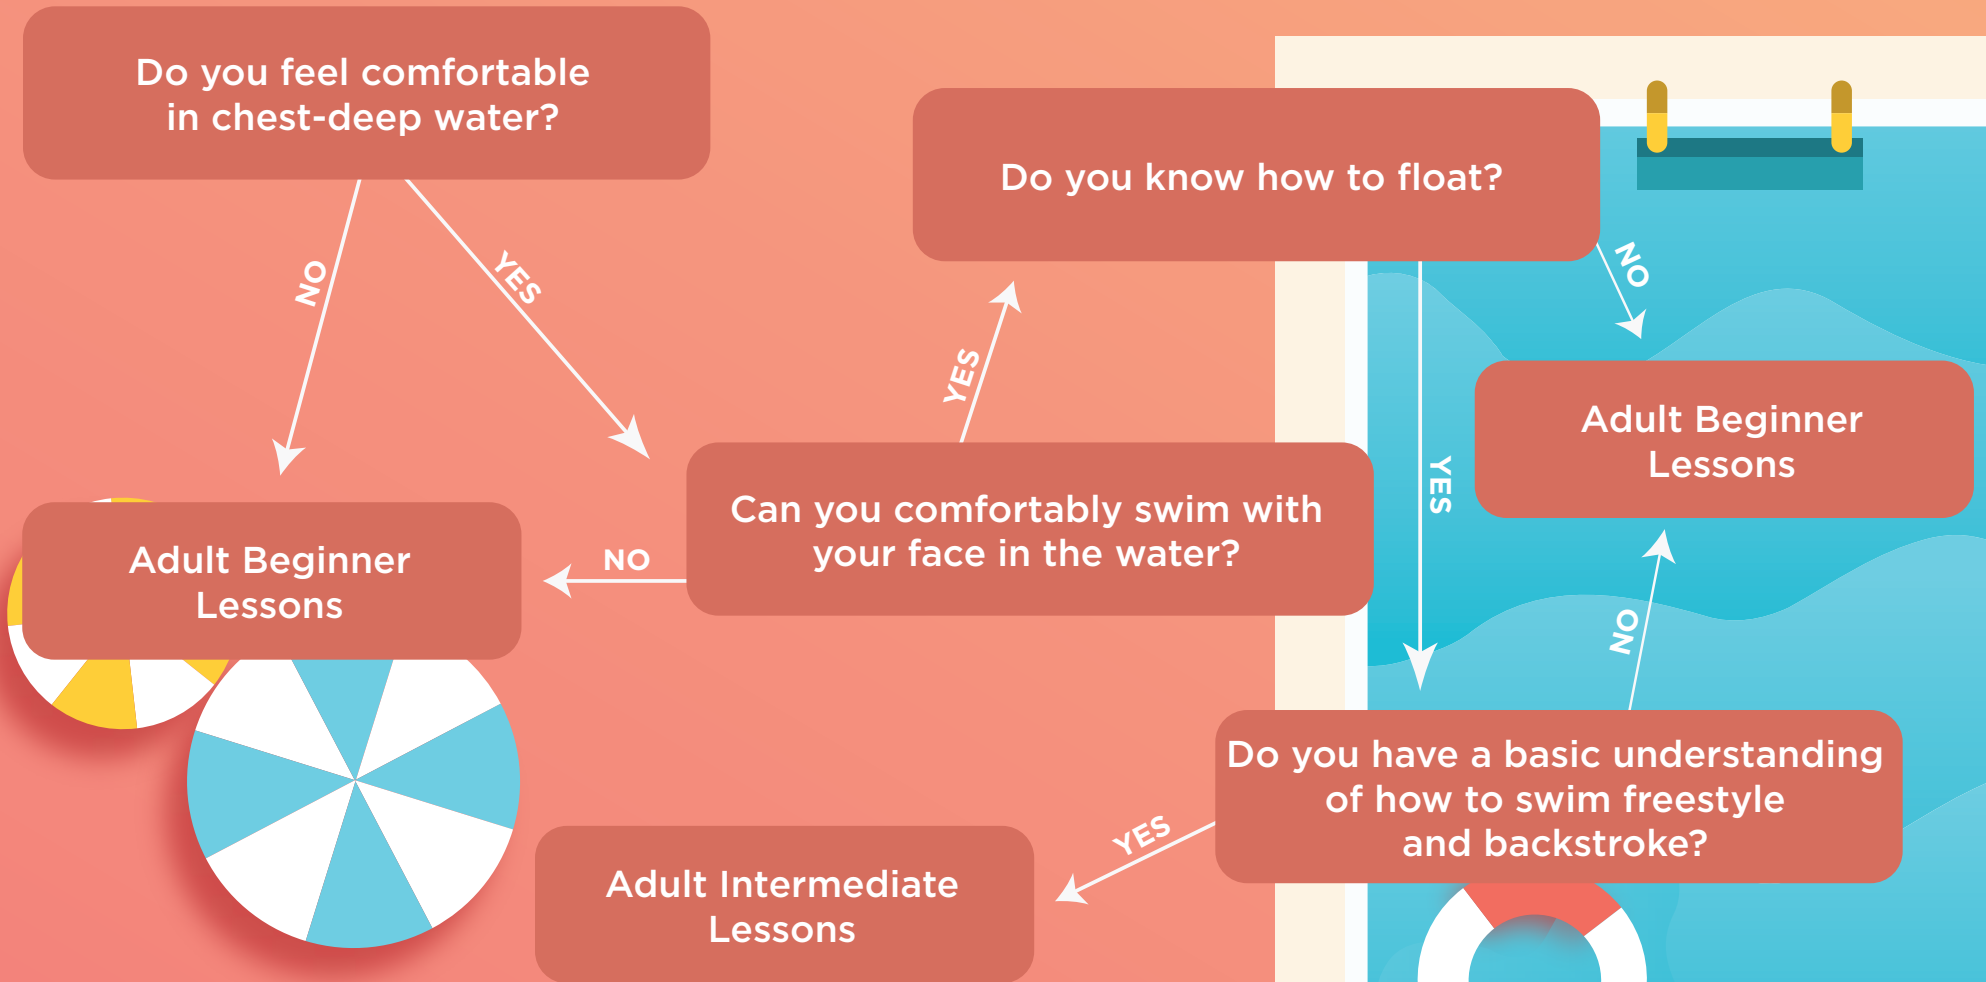 Do you feel comfortable
in chest-deep water?
NO
YES
Do you know how to float?
NO
YES
YES
Adult Beginner
Lessons
Can you comfortably swim with
your face in the water?
NO
Adult Beginner
Lessons
NO
Do you have a basic understanding
of how to swim freestyle
and backstroke?
YES
Adult Intermediate
Lessons